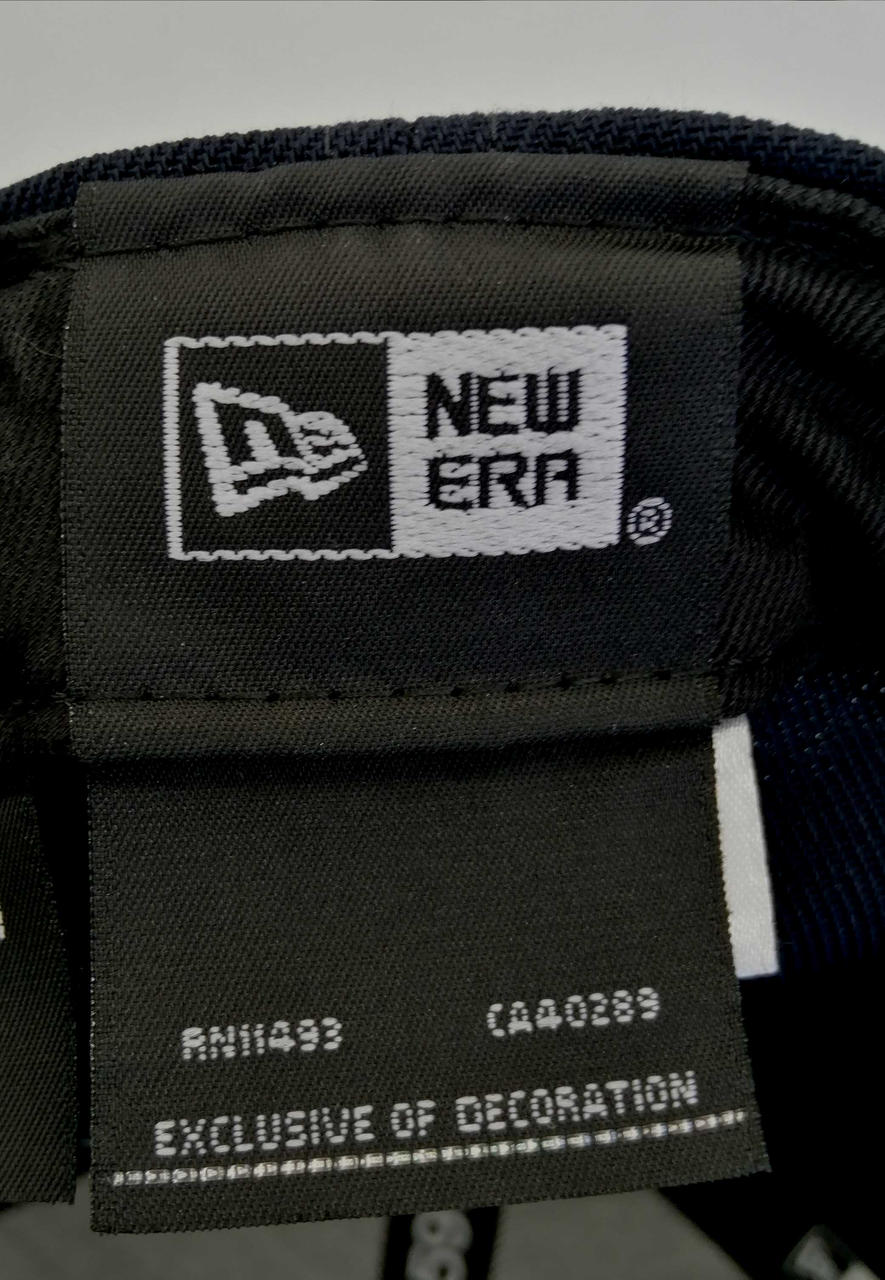 NEW
ERA
®
RN11493 CA40289
EXCLUSIVE OF DECORATION